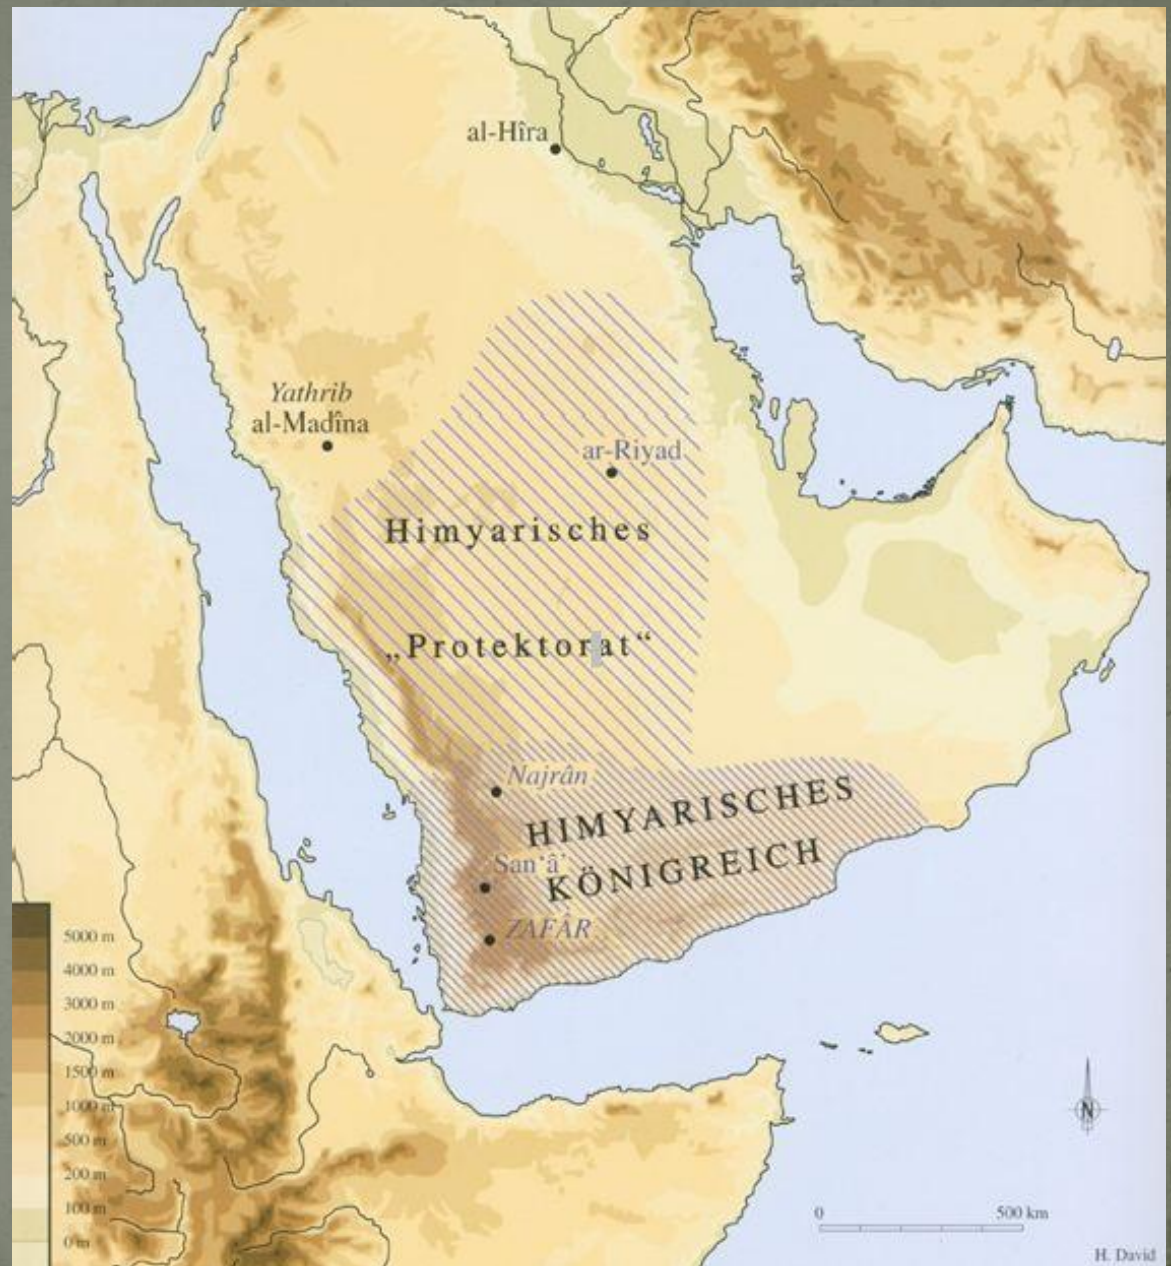 al-Hîra
Yathrib
al-Madîna
ar-Riyad
Himyarisches
„Protektorat“
Najrân
HIMYARISCHES
KÖNIGREICH
San‘â’
ZAFÂR
5000 m
4000 m
3000 m
2000 m
1500 m
1000 m
500 m
200 m
100 m
0 m
N
0 500 km
H. David